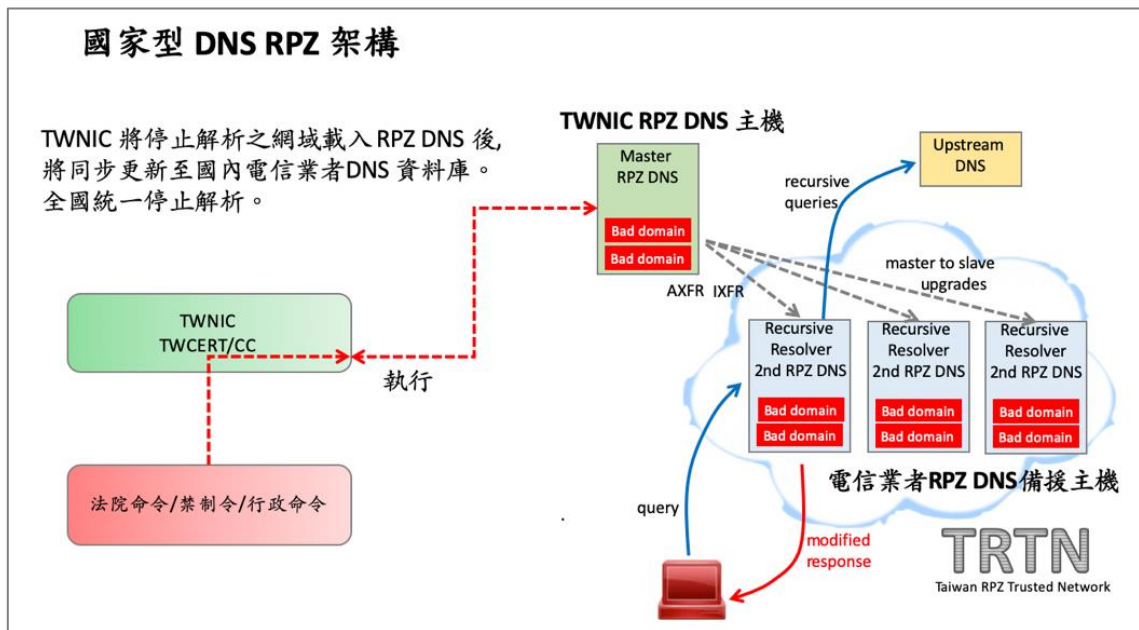 國家型 DNS RPZ 架構
TWNIC 將停止解析之網域載入 RPZ DNS 後,
將同步更新至國內電信業者DNS 資料庫。
全國統一停止解析。
TWNIC RPZ DNS 主機
Master
RPZ DNS
Bad domain
Bad domain
Upstream
DNS
recursive
queries
AXFR IXFR
master to slave
upgrades
TWNIC
TWCERT/CC
執行
法院命令/禁制令/行政命令
Recursive
Resolver
2nd RPZ DNS
Bad domain
Bad domain
Recursive
Resolver
2nd RPZ DNS
Bad domain
Bad domain
Recursive
Resolver
2nd RPZ DNS
Bad domain
Bad domain
電信業者RPZ DNS備援主機
query
modified
response
TRTN
Taiwan RPZ Trusted Network